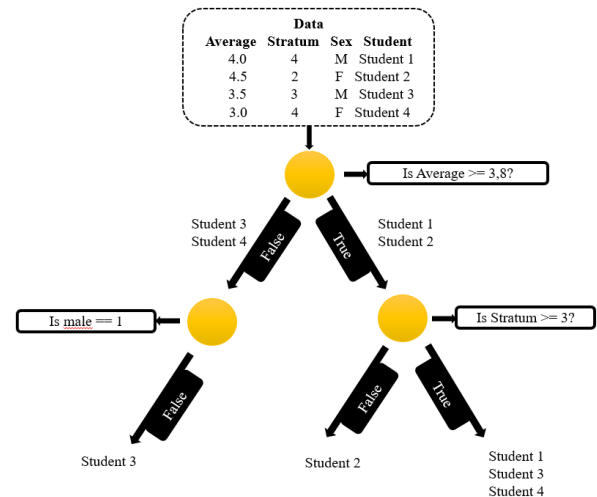 Data
Average Stratum Sex Student
4.0 4 M Student 1
4.5 2 F Student 2
3.5 3 M Student 3
3.0 4 F Student 4
Is Average >= 3,8?
Student 3
Student 4
False
True
Student 1
Student 2
Is male == 1
Is Stratum >= 3?
False
False
True
Student 3
Student 2
Student 1
Student 3
Student 4